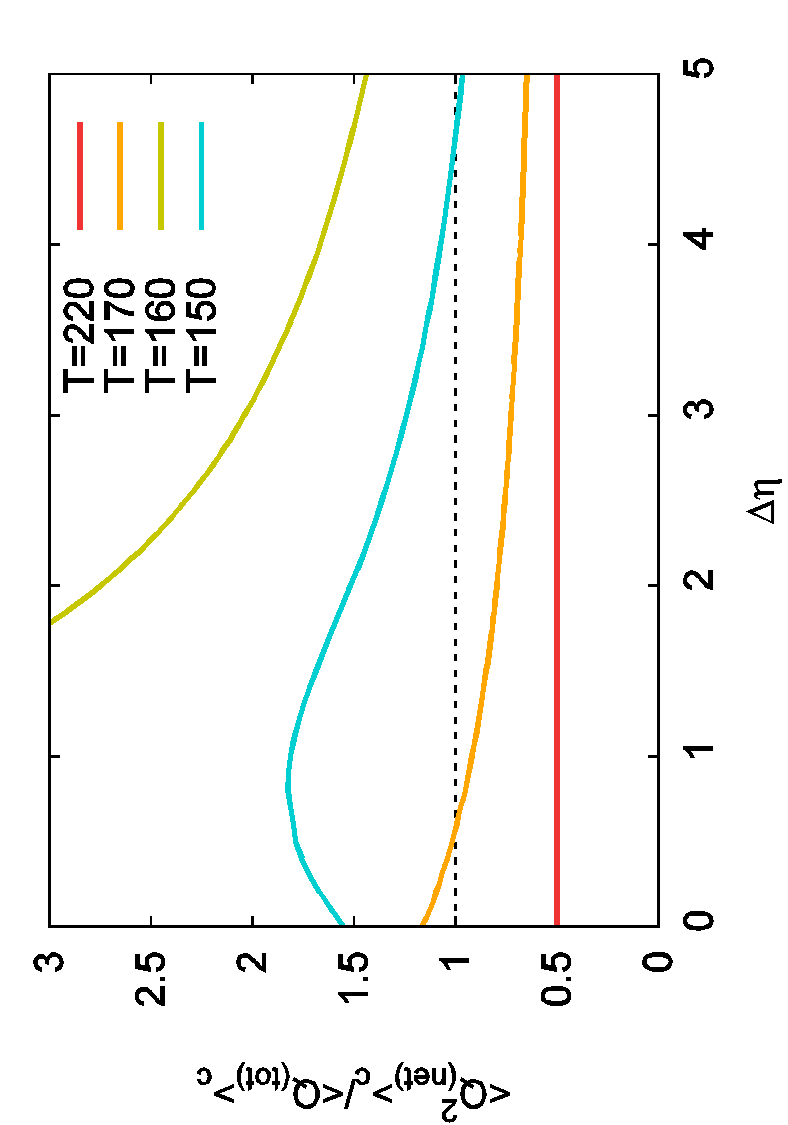 T=220
T=170
T=160
T=150
3
2.5
2
1.5
1
0.5
0
0 1 2 3 4 5
Δη
<Q²₍net₎>c/<Q₍tot₎>c